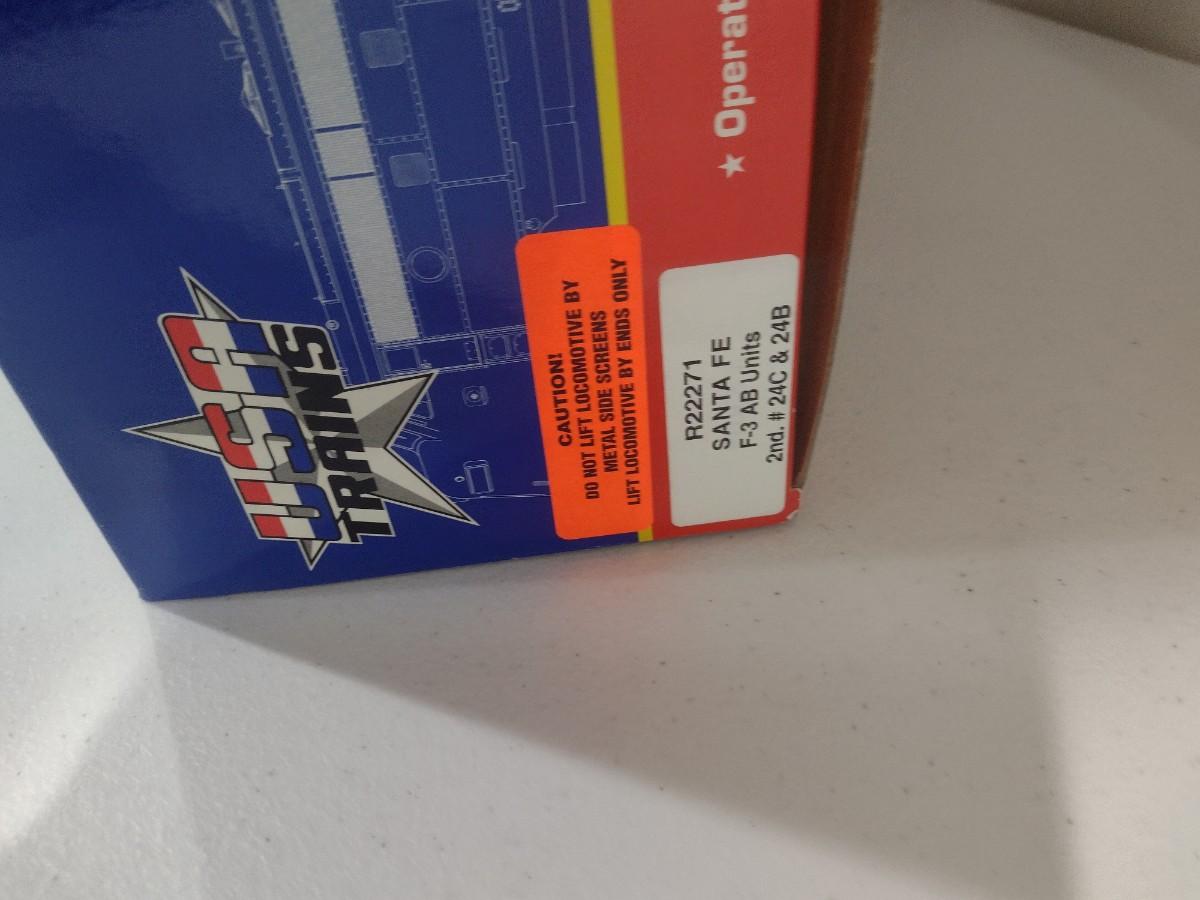 USA
TRAINS
®
CAUTION!
DO NOT LIFT LOCOMOTIVE BY
METAL SIDE SCREENS
LIFT LOCOMOTIVE BY ENDS ONLY
★ Operat
R22271
SANTA FE
F-3 AB Units
2nd. # 24C & 24B